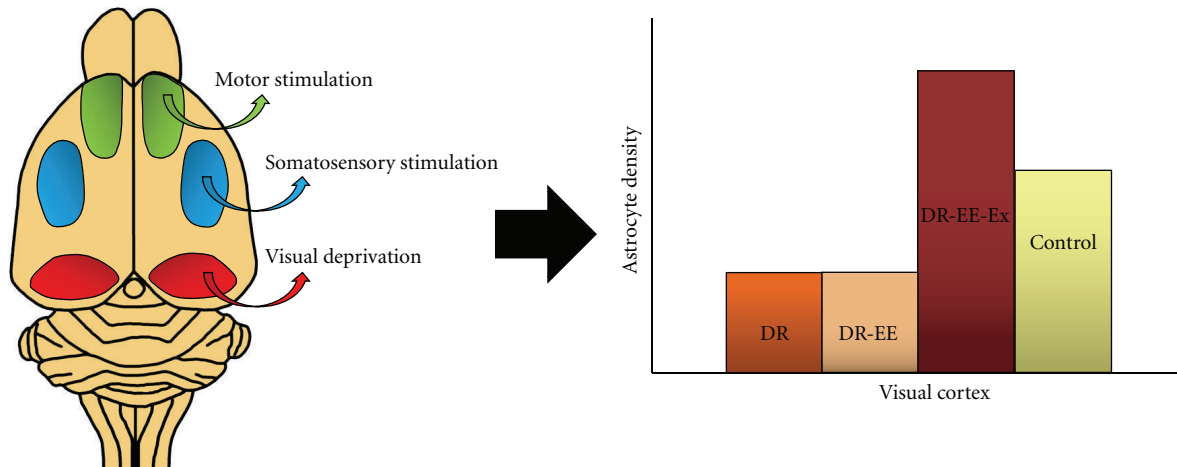 Motor stimulation
Somatosensory stimulation
Visual deprivation
Astrocyte density
DR
DR-EE
DR-EE-Ex
Control
Visual cortex